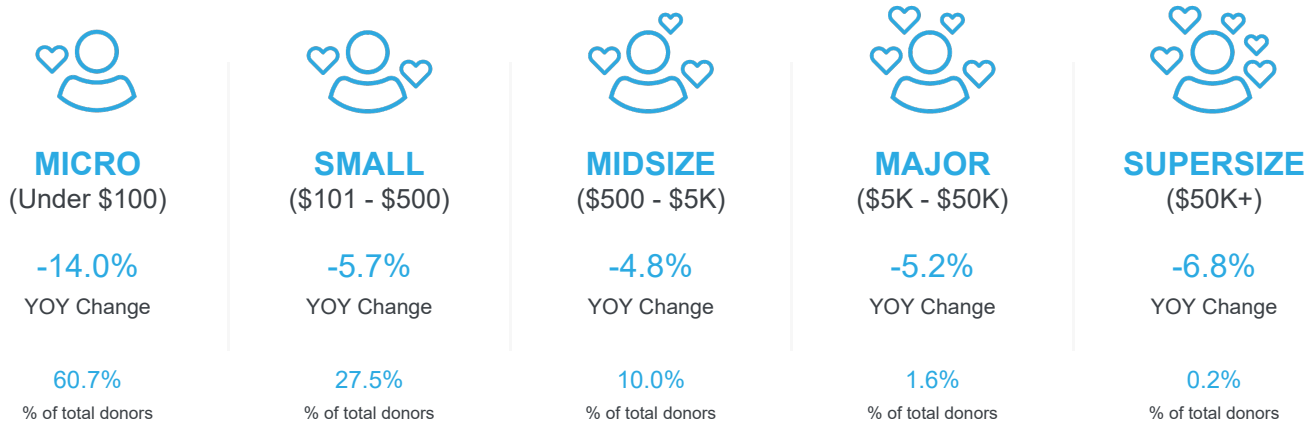 MICRO
(Under $100)
-14.0%
YOY Change
60.7%
% of total donors
SMALL
($101 - $500)
-5.7%
YOY Change
27.5%
% of total donors
MIDSIZE
($500 - $5K)
-4.8%
YOY Change
10.0%
% of total donors
MAJOR
($5K - $50K)
-5.2%
YOY Change
1.6%
% of total donors
SUPERSIZE
($50K+)
-6.8%
YOY Change
0.2%
% of total donors